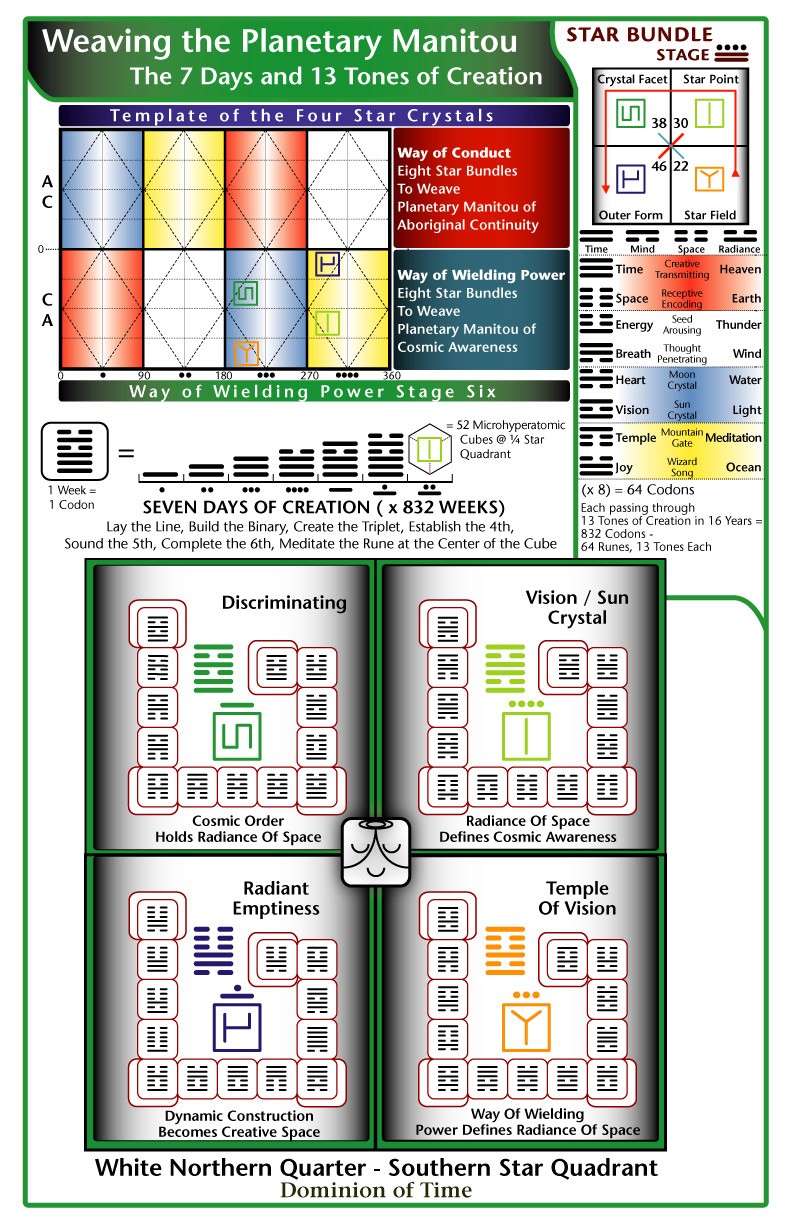 Weaving the Planetary Manitou
The 7 Days and 13 Tones of Creation
STAR BUNDLE
STAGE
Crystal Facet
Star Point
38 30
46 22
Outer Form
Star Field
Template of the Four Star Crystals
A
C
0
C
A
Way of Conduct
Eight Star Bundles
To Weave
Planetary Manitou of
Aboriginal Continuity
Way of Wielding Power
Eight Star Bundles
To Weave
Planetary Manitou of
Cosmic Awareness
0 90 180 270 360
Way of Wielding Power Stage Six
Time Mind Space Radiance
Time Creative Transmitting Heaven
Space Receptive Encoding Earth
Energy Seed Arousing Thunder
Breath Thought Penetrating Wind
Heart Moon Crystal Water
Vision Sun Crystal Light
Temple Mountain Gate Meditation
Joy Wizard Song Ocean
(x 8) = 64 Codons
Each passing through
13 Tones of Creation in 16 Years =
832 Codons -
64 Runes, 13 Tones Each
1 Week =
1 Codon
=
= 52 Microhyperatomic
Cubes @ ¼ Star
Quadrant
SEVEN DAYS OF CREATION ( x 832 WEEKS)
Lay the Line, Build the Binary, Create the Triplet, Establish the 4th,
Sound the 5th, Complete the 6th, Meditate the Rune at the Center of the Cube
Discriminating
Cosmic Order
Holds Radiance Of Space
Vision / Sun
Crystal
Radiance Of Space
Defines Cosmic Awareness
Radiant
Emptiness
Dynamic Construction
Becomes Creative Space
Temple
Of Vision
Way Of Wielding
Power Defines Radiance Of Space
White Northern Quarter - Southern Star Quadrant
Dominion of Time